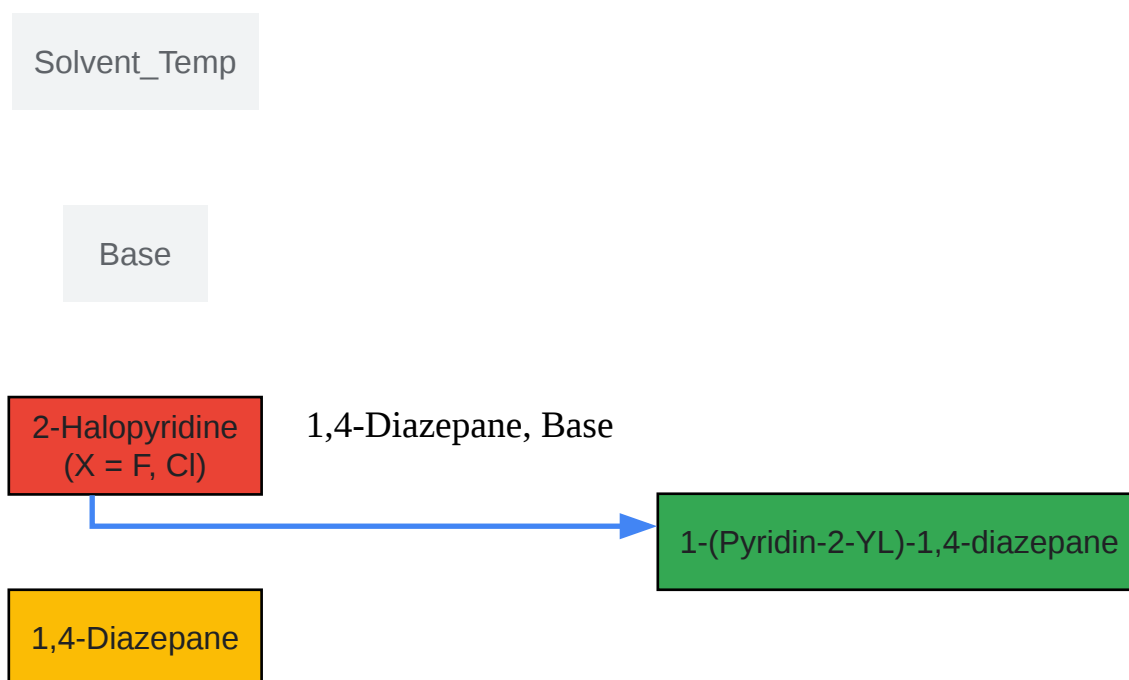 Solvent_Temp
Base
2-Halopyridine
(X = F, Cl)
1,4-Diazepane, Base
1-(Pyridin-2-YL)-1,4-diazepane
1,4-Diazepane